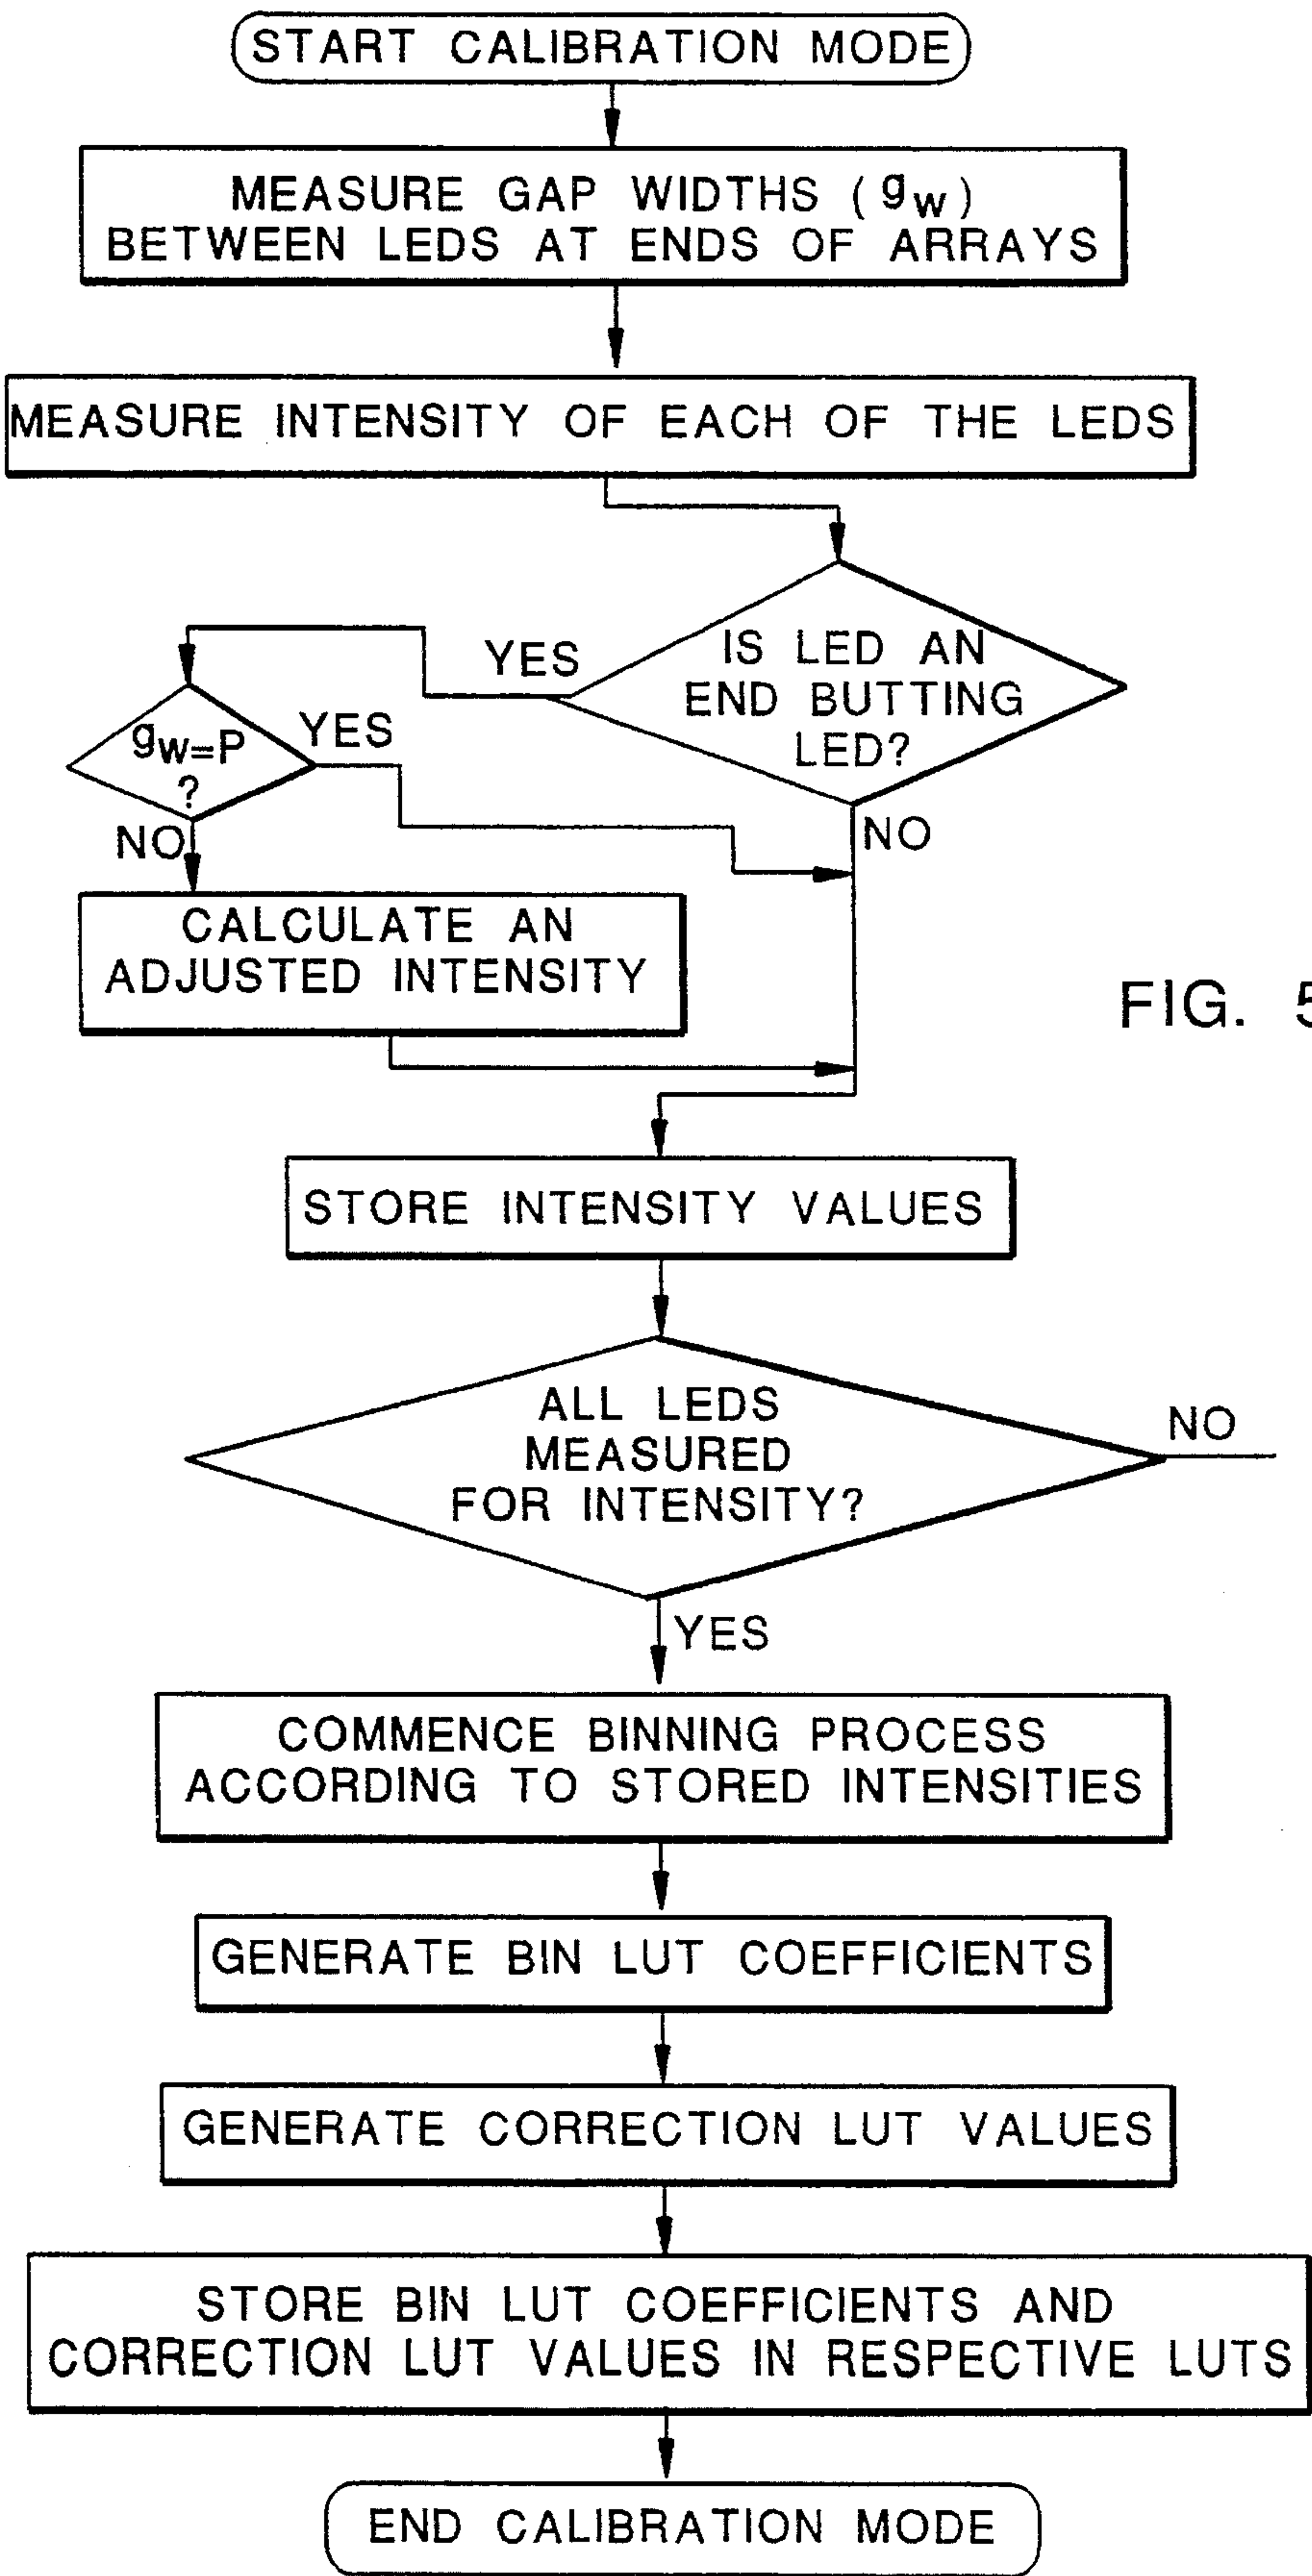 START CALIBRATION MODE
MEASURE GAP WIDTHS (gw)
BETWEEN LEDS AT ENDS OF ARRAYS
MEASURE INTENSITY OF EACH OF THE LEDS
IS LED AN
END BUTTING
LED?
YES
NO
gw=P
?
YES
NO
CALCULATE AN
ADJUSTED INTENSITY
FIG. 5
STORE INTENSITY VALUES
ALL LEDS
MEASURED
FOR INTENSITY?
NO
YES
COMMENCE BINNING PROCESS
ACCORDING TO STORED INTENSITIES
GENERATE BIN LUT COEFFICIENTS
GENERATE CORRECTION LUT VALUES
STORE BIN LUT COEFFICIENTS AND
CORRECTION LUT VALUES IN RESPECTIVE LUTS
END CALIBRATION MODE